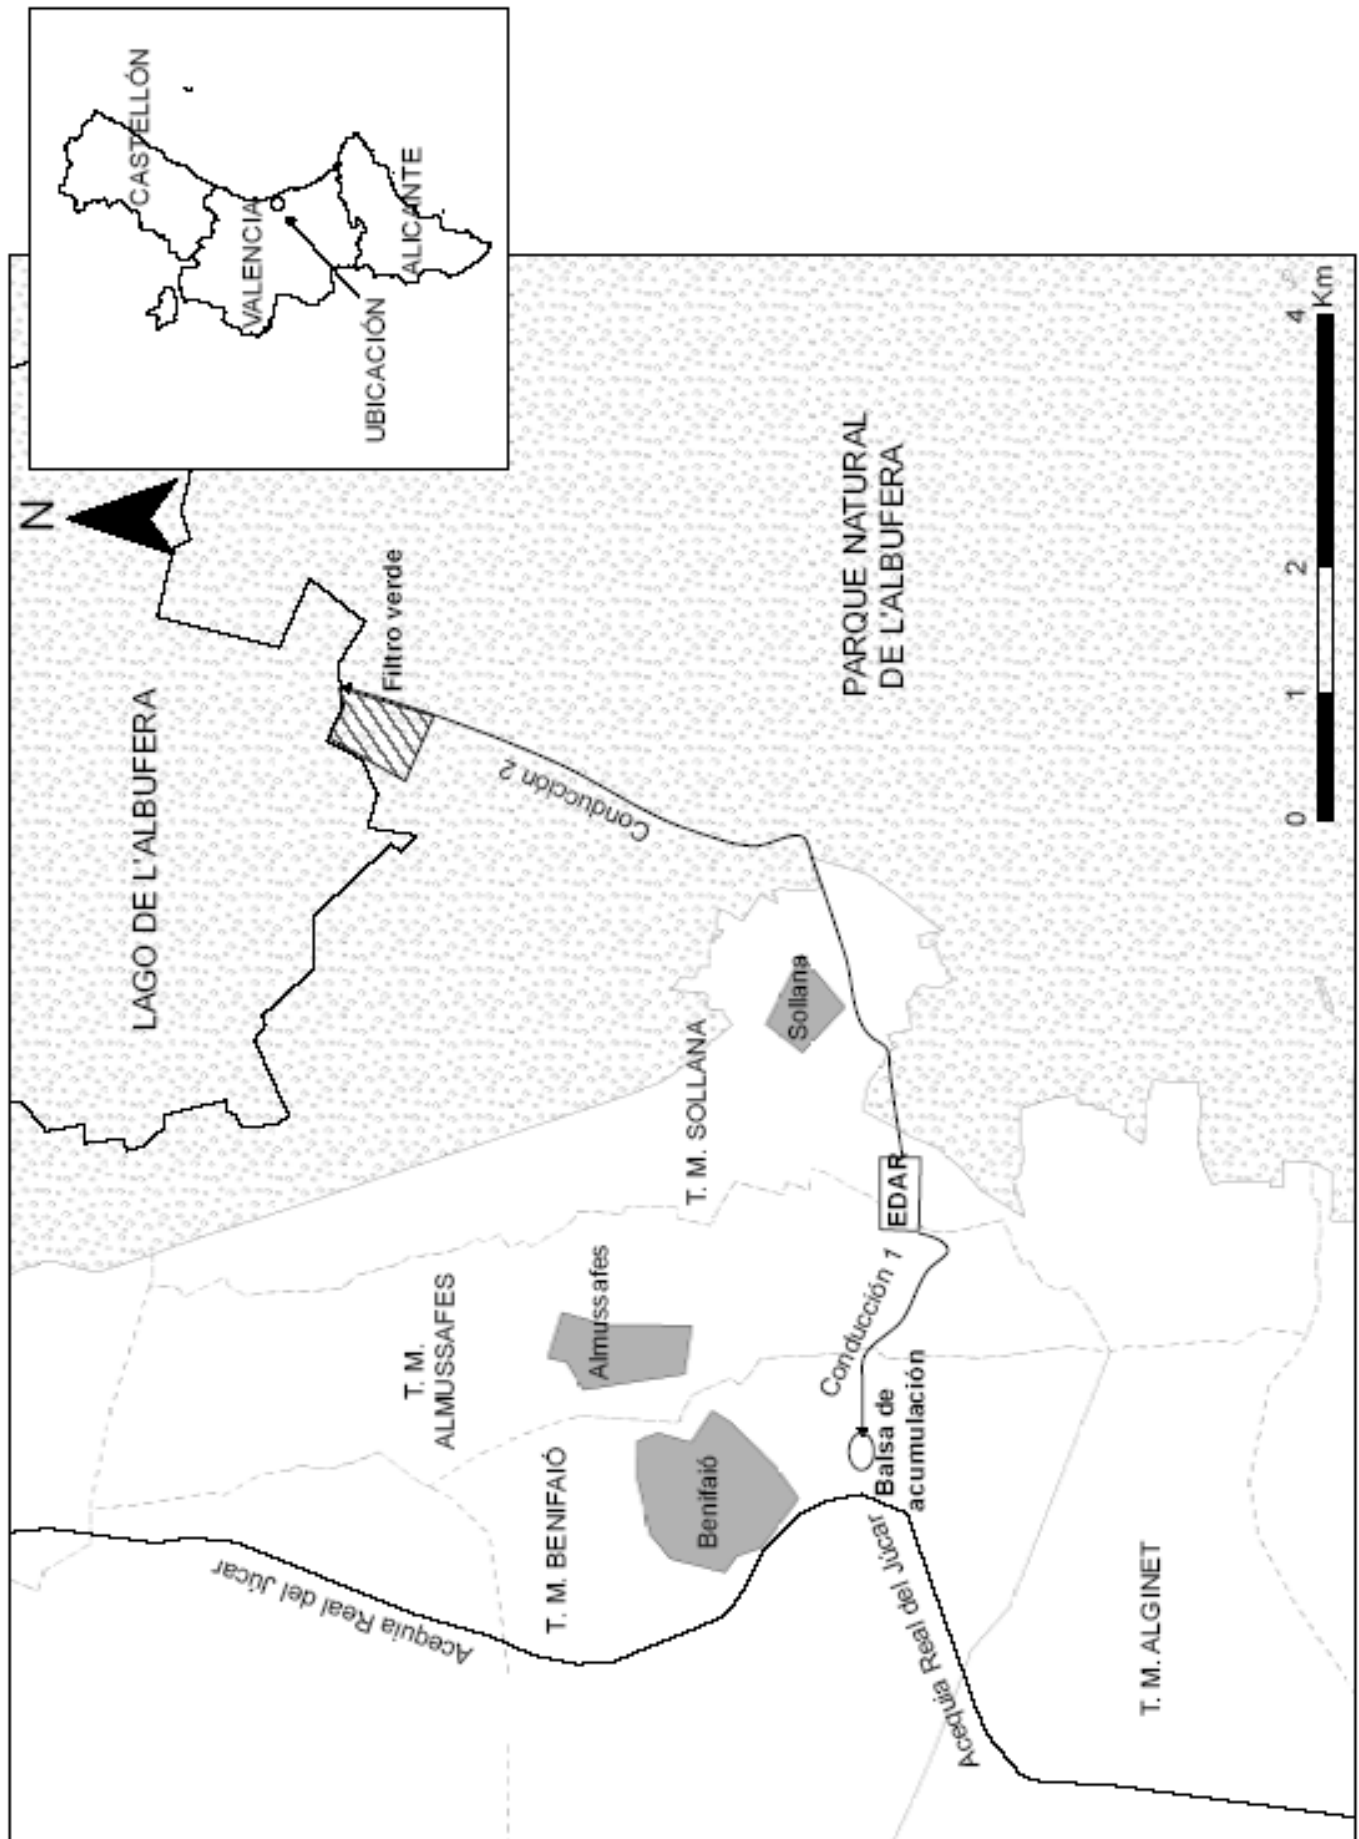 CASTELLÓN
VALENCIA
ALICANTE
UBICACIÓN
N
LAGO DE L'ALBUFERA
Filtro verde
Conducción 2
PARQUE NATURAL
DE L'ALBUFERA
T. M. SOLLANA
Sollana
EDAR
Conducción 1
T. M.
ALMUSSAFES
Almussafes
Balsa de
acumulación
T. M. BENIFAIÓ
Benifaió
Acequia Real del Júcar
Acequia Real del Júcar
T. M. ALGINET
0 1 2 4
Km